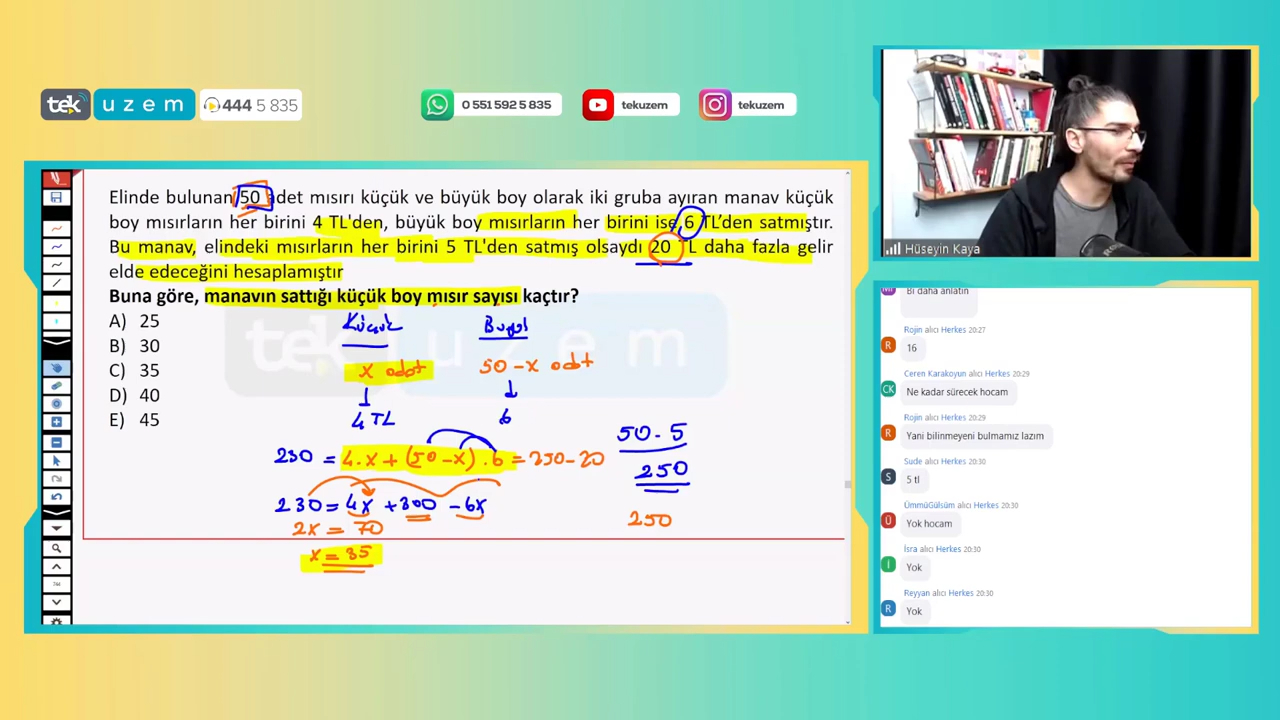 tek uzem 444 5 835
0 551 592 5 835
tekuzem
tekuzem
Elinde bulunan 50 adet mısırı küçük ve büyük boy olarak iki gruba ayıran manav küçük
boy mısırların her birini 4 TL'den, büyük boy mısırların her birini ise 6 TL'den satmıştır.
Bu manav, elindeki mısırların her birini 5 TL'den satmış olsaydı 20 TL daha fazla gelir
elde edeceğini hesaplamıştır
Buna göre, manavın sattığı küçük boy mısır sayısı kaçtır?
A) 25
B) 30
C) 35
D) 40
E) 45
tek uzem
Küçük
x adet
4 TL
50 - x adt
6
50 - 5
250
250
230 = 4.x + (50 - x) . 6 = 250 - 20
230 = 4x + 300 - 6x
2x = 70
x = 35
Hüseyin Kaya
Bi daha anlatın
Rojin alıcı Herkes 20:27
R
16
Ceren Karakoyun alıcı Herkes 20:29
CK
Ne kadar sürecek hocam
Rojin alıcı Herkes 20:29
R
Yani bilinmeyeni bulmamız lazım
Sude alıcı Herkes 20:30
S
5 tl
ÜmmüGülsüm alıcı Herkes 20:30
Ü
Yok hocam
İsra alıcı Herkes 20:30
İ
Yok
Reyyan alıcı Herkes 20:30
R
Yok